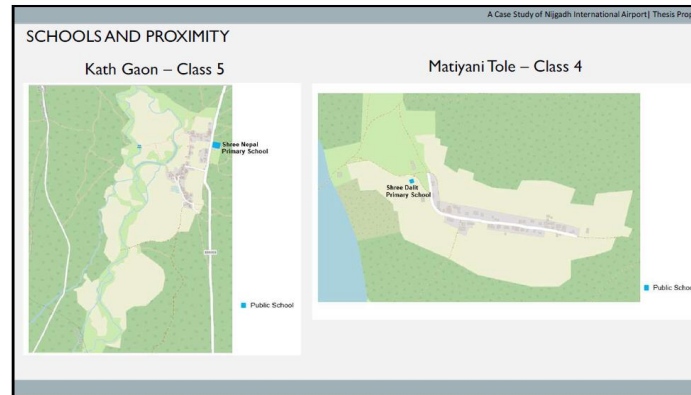 A Case Study of Nijgadh International Airport| Thesis Prop
SCHOOLS AND PROXIMITY
Kath Gaon – Class 5
Matiyani Tole – Class 4
Shree Nepal
Primary School
Public School
Shree Dalit
Primary School
Public Schoo